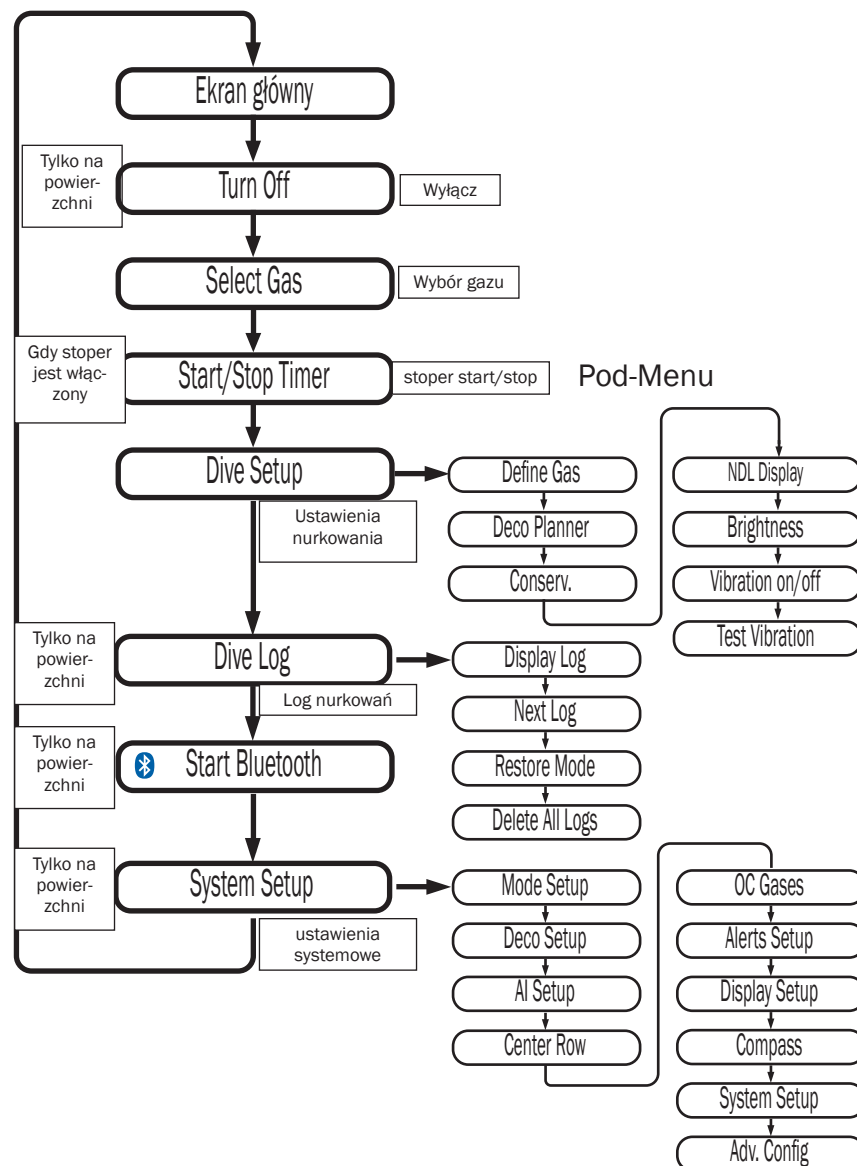 Ekran główny
Tylko na
powier-
zchni
Turn Off
Wyłącz
Select Gas
Wybór gazu
Gdy stoper
jest włąc-
zony
Start/Stop Timer
stoper start/stop
Pod-Menu
Dive Setup
Ustawienia
nurkowania
Define Gas
Deco Planner
Conserv.
NDL Display
Brightness
Vibration on/off
Test Vibration
Tylko na
powier-
zchni
Dive Log
Log nurkowań
Display Log
Next Log
Restore Mode
Delete All Logs
Tylko na
powier-
zchni
Start Bluetooth
Tylko na
powier-
zchni
System Setup
ustawienia
systemowe
Mode Setup
Deco Setup
AI Setup
Center Row
OC Gases
Alerts Setup
Display Setup
Compass
System Setup
Adv. Config